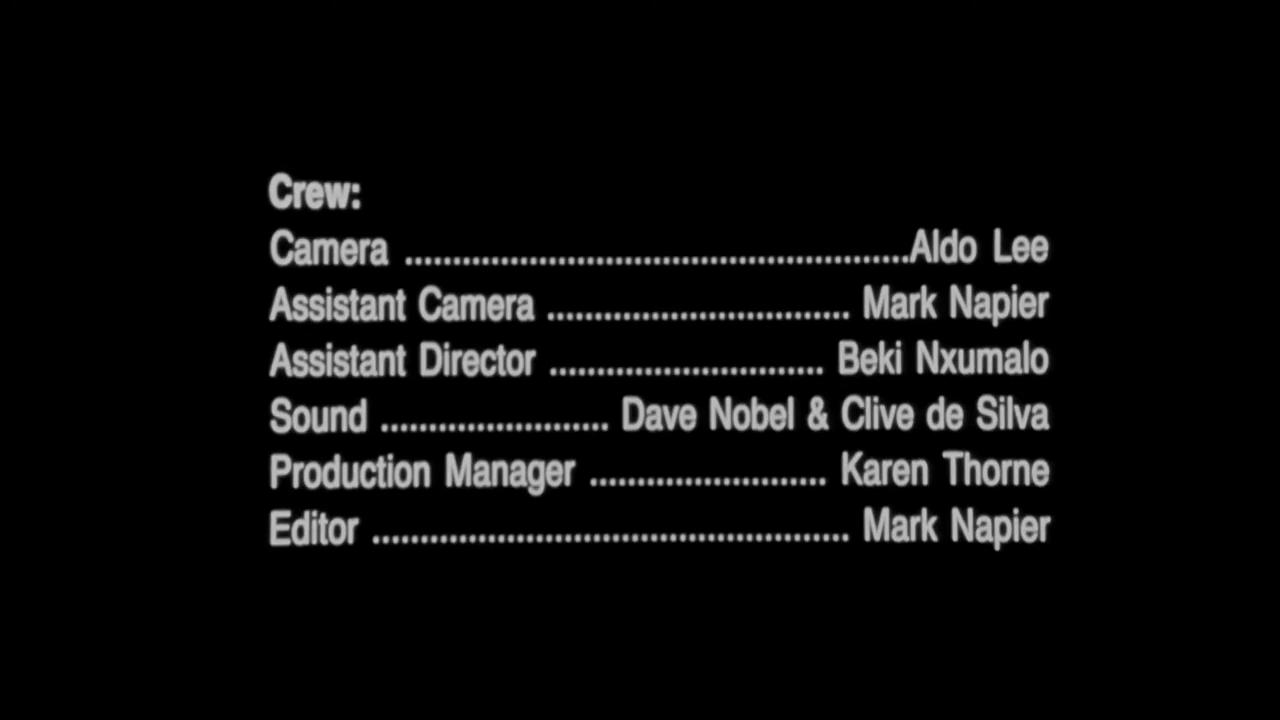 Crew:
Camera .....................................................Aldo Lee
Assistant Camera ................................ Mark Napier
Assistant Director ............................. Beki Nxumalo
Sound ........................ Dave Nobel & Clive de Silva
Production Manager ......................... Karen Thorne
Editor .................................................. Mark Napier